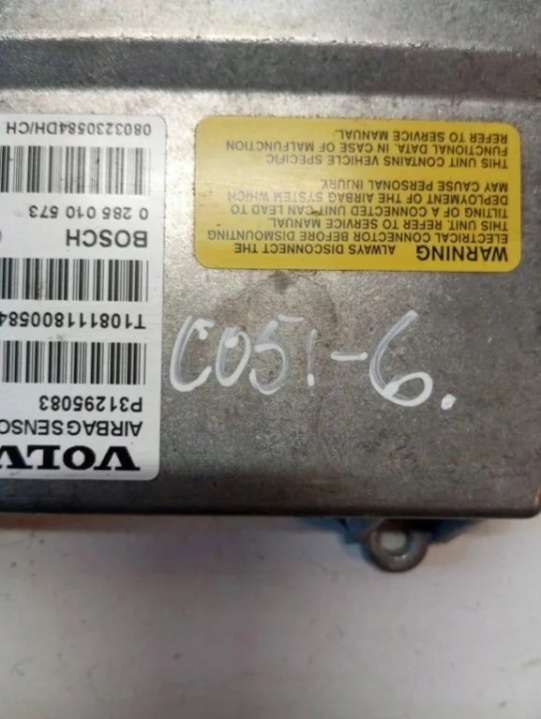 VOLV
AIRBAG SENSO
P31295083
T108111800584
BOSCH
0 285 010 573
0803230584DH/CH
WARNING
ALWAYS DISCONNECT THE
ELECTRICAL CONNECTOR BEFORE DISMOUNTING
THIS UNIT. REFER TO SERVICE MANUAL.
TILTING OF A CONNECTED UNIT CAN LEAD TO
DEPLOYMENT OF THE AIRBAG SYSTEM WHICH
MAY CAUSE PERSONAL INJURY.
THIS UNIT CONTAINS VEHICLE SPECIFIC
FUNCTIONAL DATA. IN CASE OF MALFUNCTION
REFER TO SERVICE MANUAL.
C051-6.